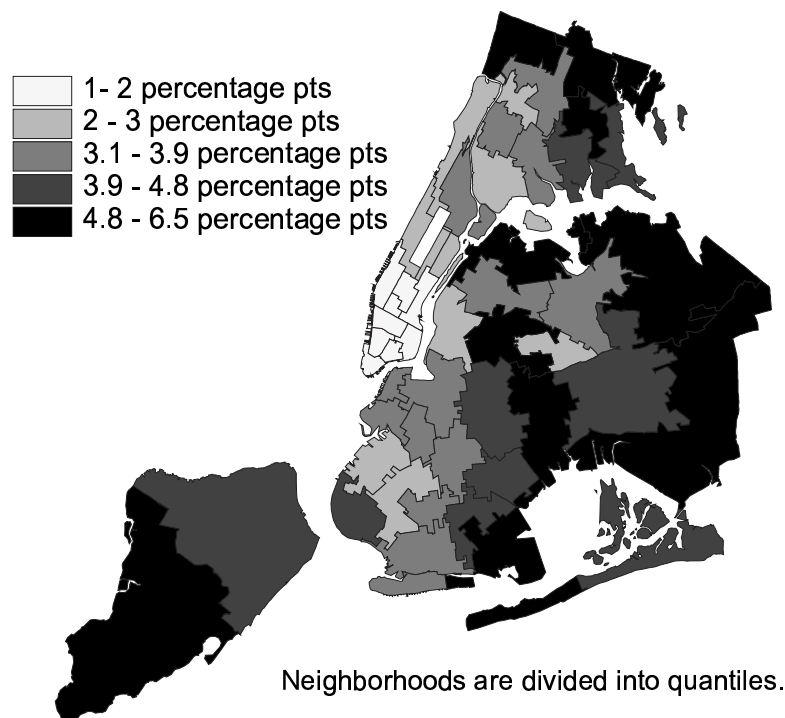 1- 2 percentage pts
2 - 3 percentage pts
3.1 - 3.9 percentage pts
3.9 - 4.8 percentage pts
4.8 - 6.5 percentage pts
Neighborhoods are divided into quantiles.